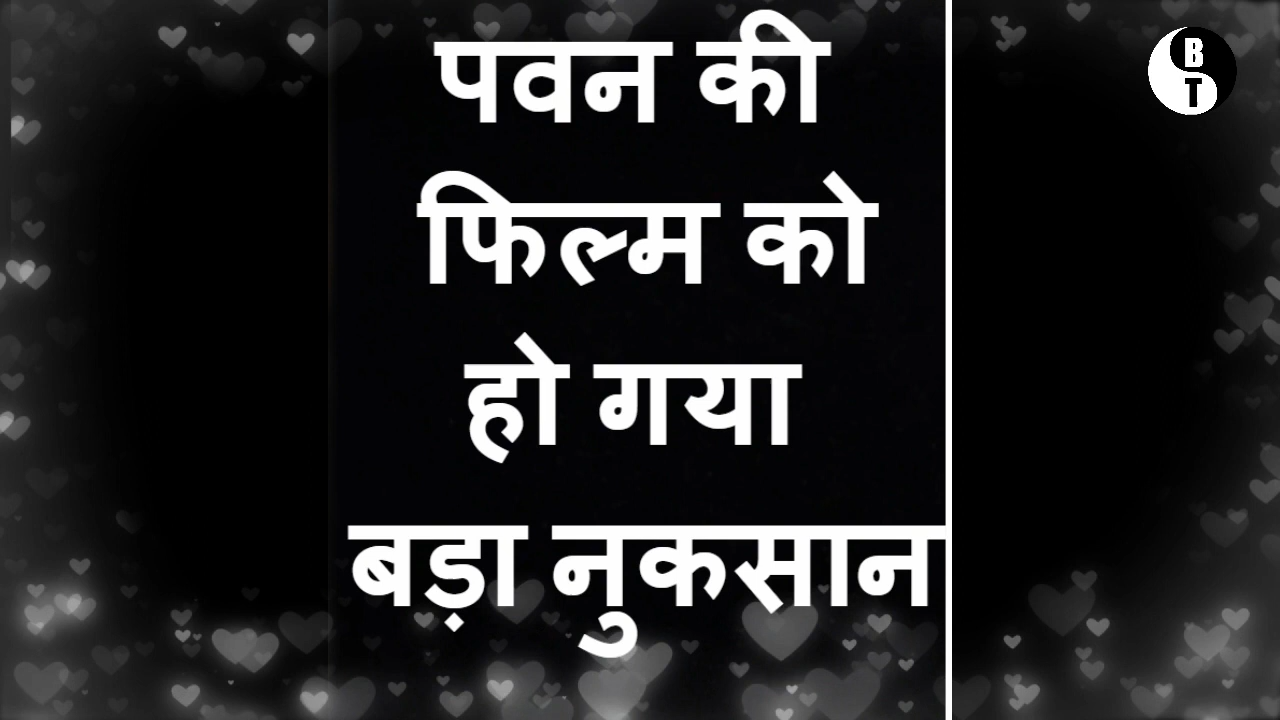 पवन की
फिल्म को
हो गया
बड़ा नुकसान
B
T